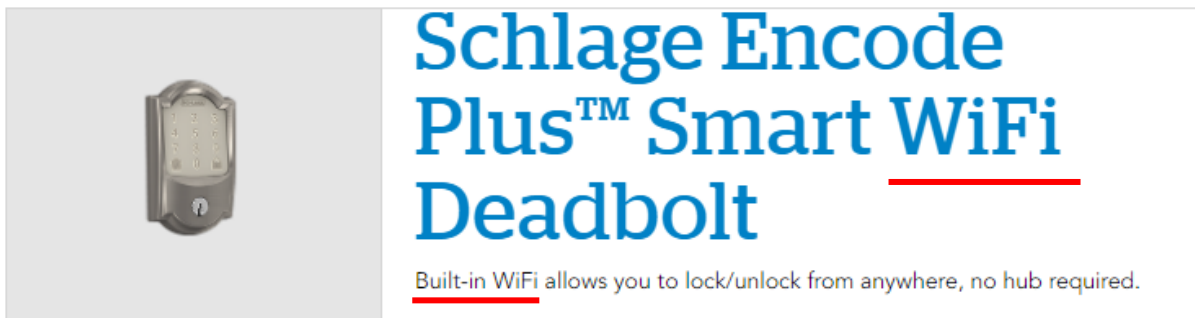 Schlage Encode
Plus™ Smart WiFi
Deadbolt
Built-in WiFi allows you to lock/unlock from anywhere, no hub required.